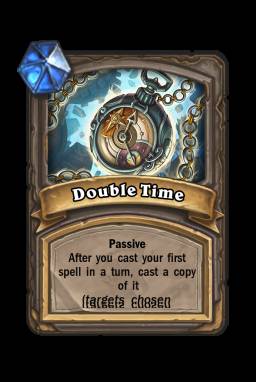 Double Time
Passive
After you cast your first
spell in a turn, cast a copy
of it
(targets chosen